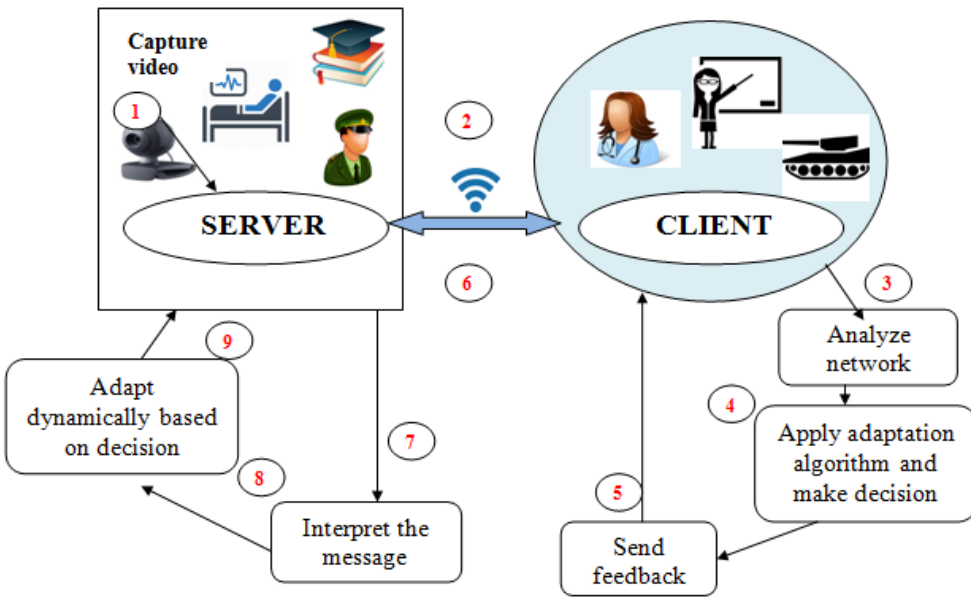 Capture
video
1
2
SERVER
CLIENT
6
3
9
Analyze
network
Adapt
dynamically based
on decision
4
7
Apply adaptation
algorithm and
make decision
8
5
Interpret the
message
Send
feedback